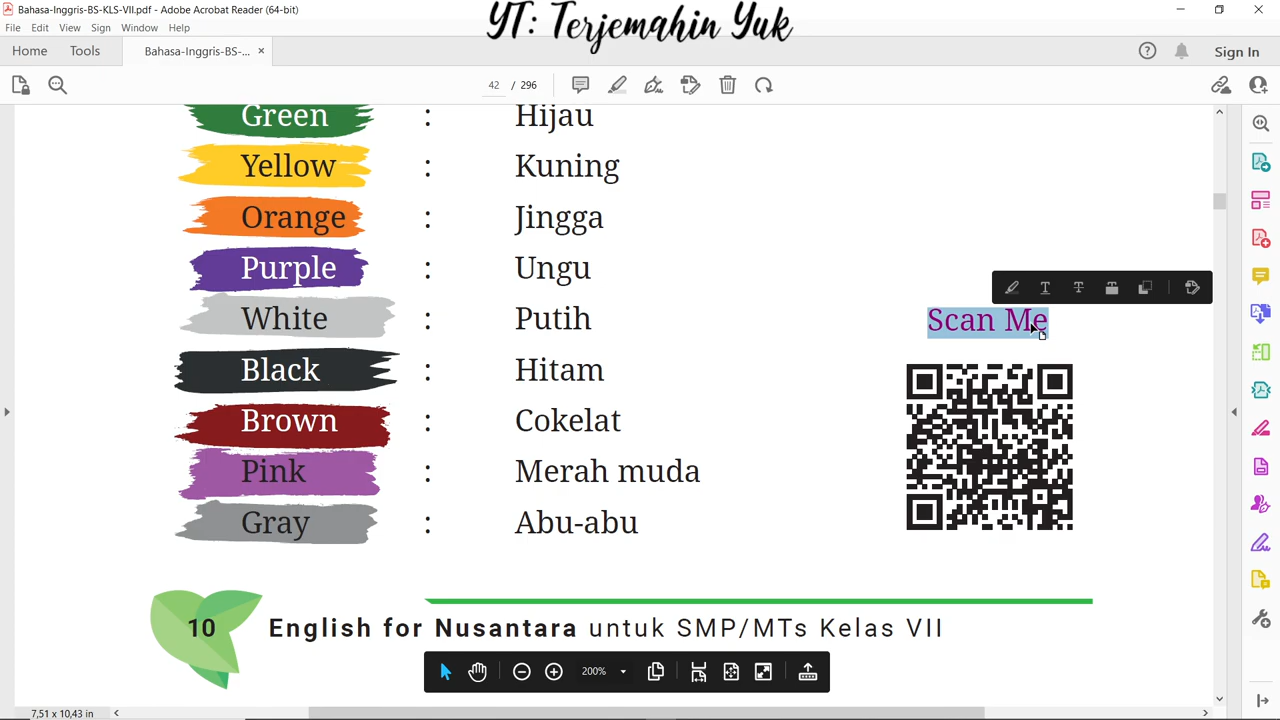 Bahasa-Inggris-BS-KLS-VII.pdf - Adobe Acrobat Reader (64-bit)
YT: Terjemahin Yuk
File Edit View Sign Window Help
Home Tools Bahasa-Inggris-BS-... × Sign In
42 / 296
Green : Hijau
Yellow : Kuning
Orange : Jingga
Purple : Ungu
White : Putih
Scan Me
Black : Hitam
Brown : Cokelat
Pink : Merah muda
Gray : Abu-abu
10 English for Nusantara untuk SMP/MTs Kelas VII
200%
7,51 x 10,43 in